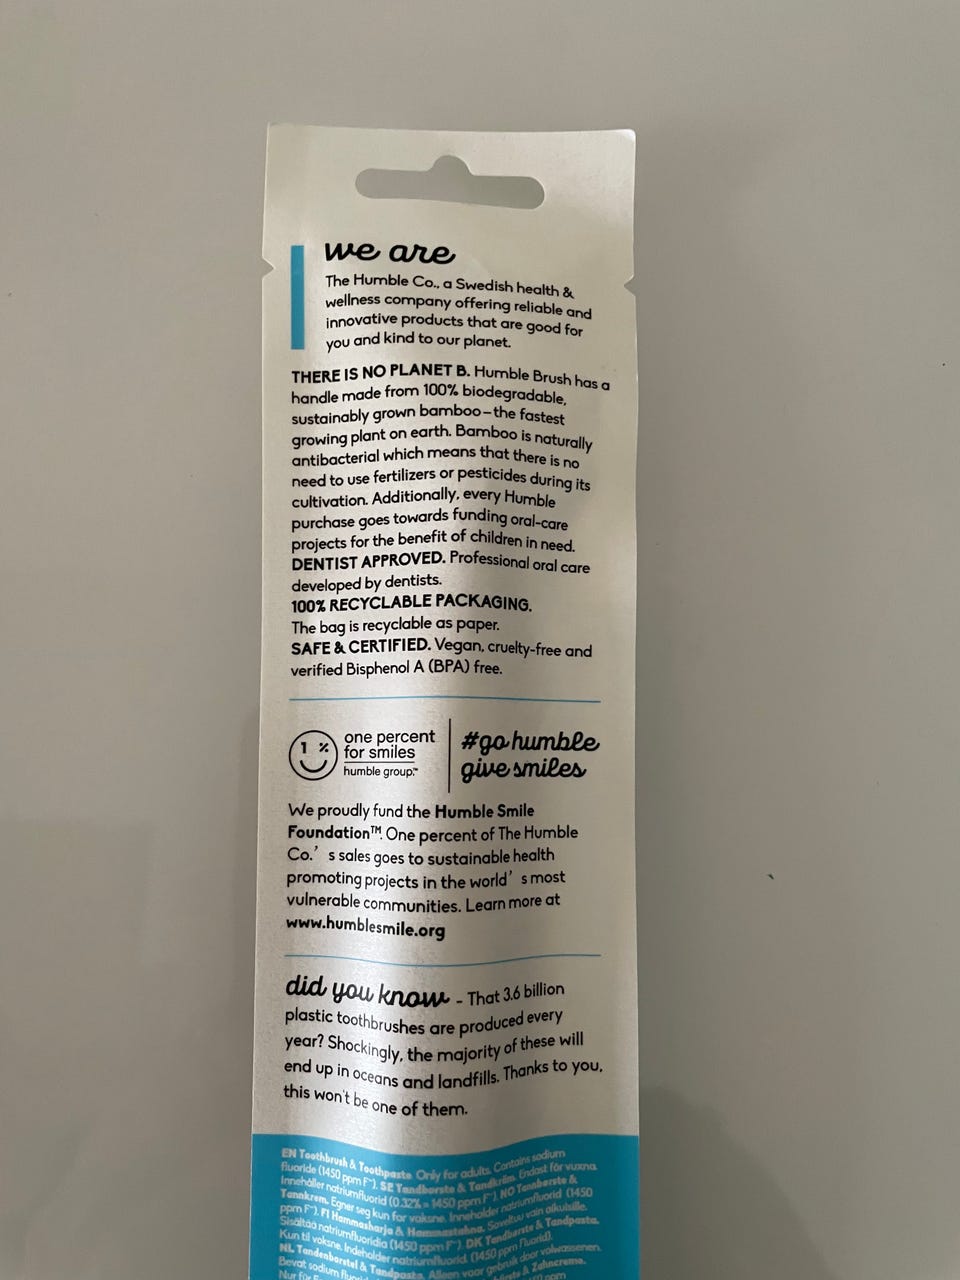 we are
The Humble Co., a Swedish health &
wellness company offering reliable and
innovative products that are good for
you and kind to our planet.
THERE IS NO PLANET B. Humble Brush has a
handle made from 100% biodegradable,
sustainably grown bamboo–the fastest
growing plant on earth. Bamboo is naturally
antibacterial which means that there is no
need to use fertilizers or pesticides during its
cultivation. Additionally, every Humble
purchase goes towards funding oral-care
projects for the benefit of children in need.
DENTIST APPROVED. Professional oral care
developed by dentists.
100% RECYCLABLE PACKAGING.
The bag is recyclable as paper.
SAFE & CERTIFIED. Vegan, cruelty-free and
verified Bisphenol A (BPA) free.
1 %
one percent
for smiles
humble group.™
#go humble
give smiles
We proudly fund the Humble Smile
Foundation™. One percent of The Humble
Co.’ s sales goes to sustainable health
promoting projects in the world’ s most
vulnerable communities. Learn more at
www.humblesmile.org
did you know - That 3.6 billion
plastic toothbrushes are produced every
year? Shockingly, the majority of these will
end up in oceans and landfills. Thanks to you,
this won't be one of them.
EN Toothbrush & Toothpaste. Only for adults. Contains sodium
fluoride (1450 ppm F⁻). SE Tandborste & Tandkräm. Endast för vuxna.
Innehåller natriumfluorid (0.32% = 1450 ppm F⁻). NO Tannbørste &
Tannkrem. Egner seg kun for voksne. Inneholder natriumfluorid (1450
ppm F⁻). FI Hammasharja & Hammastahna. Soveltuu vain aikuisille.
Sisältää natriumfluoridia (1450 ppm F⁻). DK Tandbørste & Tandpasta.
Kun til voksne. Indeholder natriumfluorid. (1450 ppm Fluorid).
NL Tandenborstel & Tandpasta. Alleen voor gebruik door volwassenen.
Bevat sodium & Zahncreme.
Nur für ppm